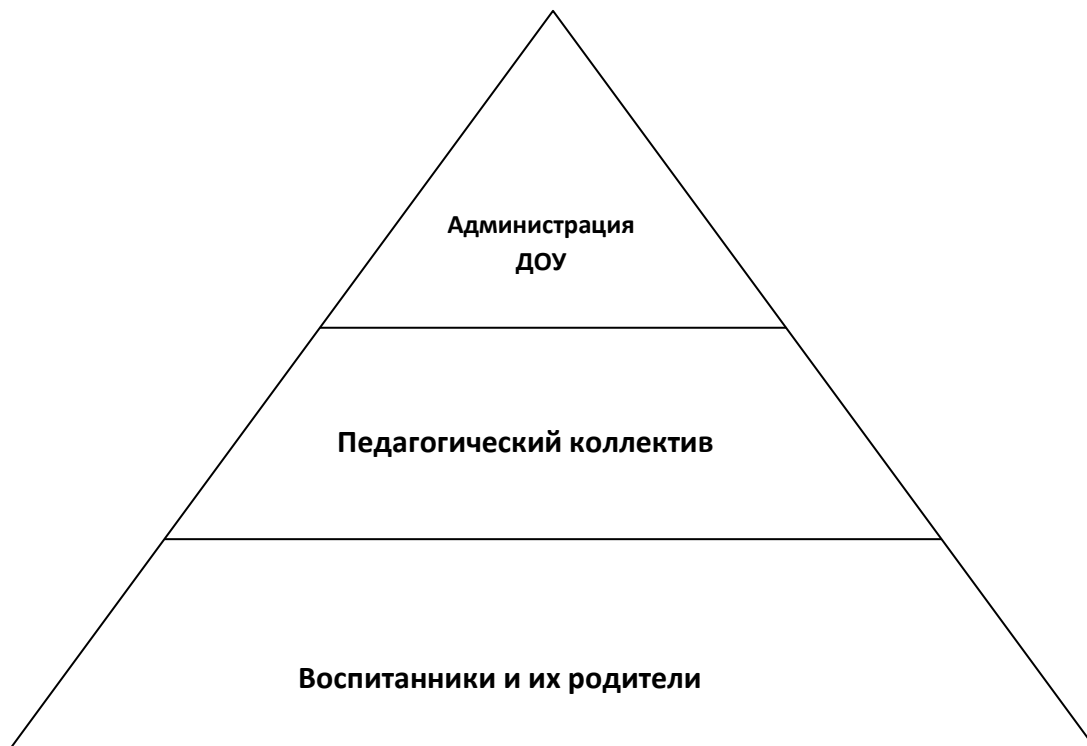 Администрация
ДОУ
Педагогический коллектив
Воспитанники и их родители